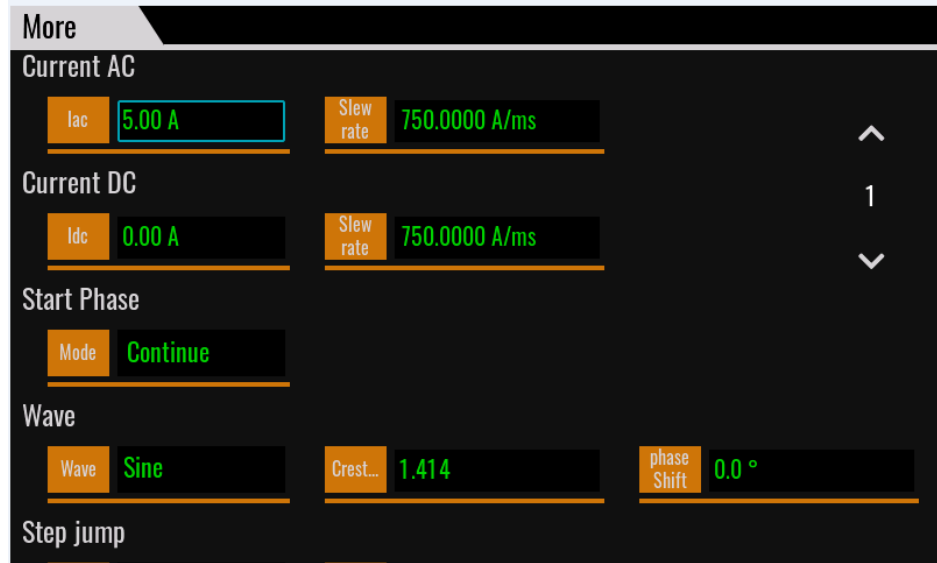 More
Current AC
Iac 5.00 A Slew rate 750.0000 A/ms
Current DC
1
Idc 0.00 A Slew rate 750.0000 A/ms
Start Phase
Mode Continue
Wave
Wave Sine Crest... 1.414 phase Shift 0.0 °
Step jump